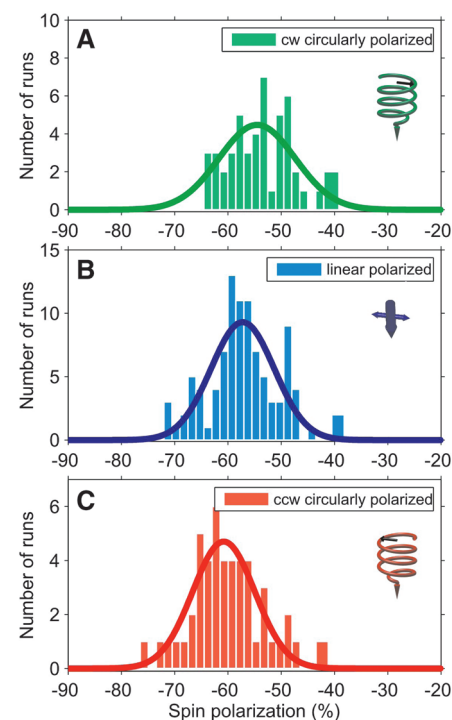 A
cw circularly polarized
Number of runs
10
8
6
4
2
0
-90 -80 -70 -60 -50 -40 -30 -20
B
linear polarized
Number of runs
15
10
5
0
-90 -80 -70 -60 -50 -40 -30 -20
C
ccw circularly polarized
Number of runs
6
4
2
0
-90 -80 -70 -60 -50 -40 -30 -20
Spin polarization (%)